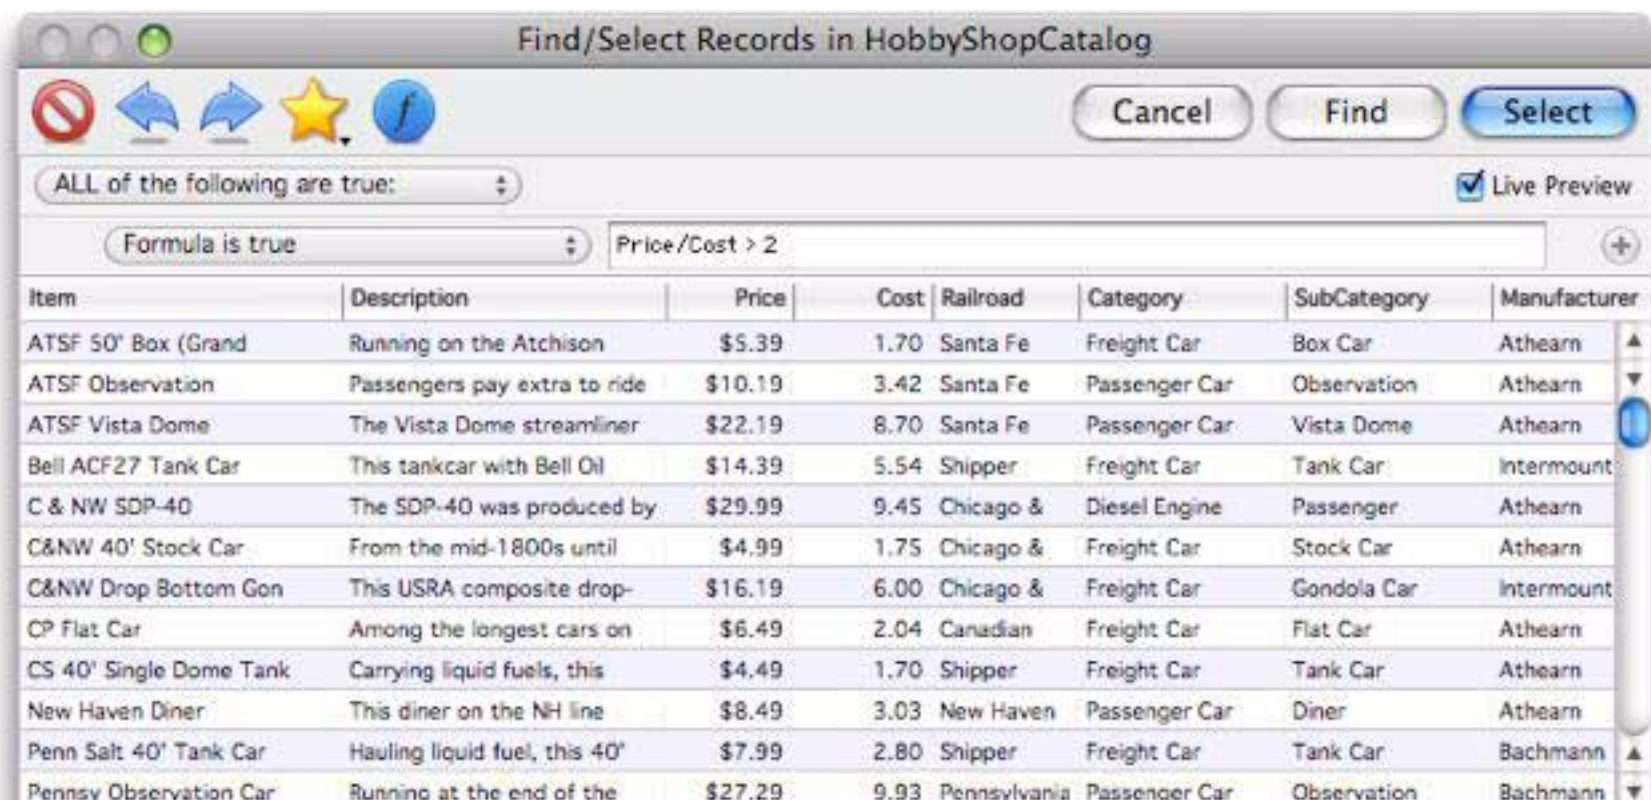 Find/Select Records in HobbyShopCatalog
Cancel Find Select
ALL of the following are true: Live Preview
Formula is true Price/Cost > 2
Item Description Price Cost Railroad Category SubCategory Manufacturer
ATSF 50' Box (Grand Running on the Atchison $5.39 1.70 Santa Fe Freight Car Box Car Athearn
ATSF Observation Passengers pay extra to ride $10.19 3.42 Santa Fe Passenger Car Observation Athearn
ATSF Vista Dome The Vista Dome streamliner $22.19 8.70 Santa Fe Passenger Car Vista Dome Athearn
Bell ACF27 Tank Car This tankcar with Bell Oil $14.39 5.54 Shipper Freight Car Tank Car Intermount
C & NW SDP-40 The SDP-40 was produced by $29.99 9.45 Chicago & Diesel Engine Passenger Athearn
C&NW 40' Stock Car From the mid-1800s until $4.99 1.75 Chicago & Freight Car Stock Car Athearn
C&NW Drop Bottom Gon This USRA composite drop- $16.19 6.00 Chicago & Freight Car Gondola Car Intermount
CP Flat Car Among the longest cars on $6.49 2.04 Canadian Freight Car Flat Car Athearn
CS 40' Single Dome Tank Carrying liquid fuels, this $4.49 1.70 Shipper Freight Car Tank Car Athearn
New Haven Diner This diner on the NH line $8.49 3.03 New Haven Passenger Car Diner Athearn
Penn Salt 40' Tank Car Hauling liquid fuel, this 40' $7.99 2.80 Shipper Freight Car Tank Car Bachmann
Pennsy Observation Car Running at the end of the $27.29 9.93 Pennsylvania Passenger Car Observation Bachmann